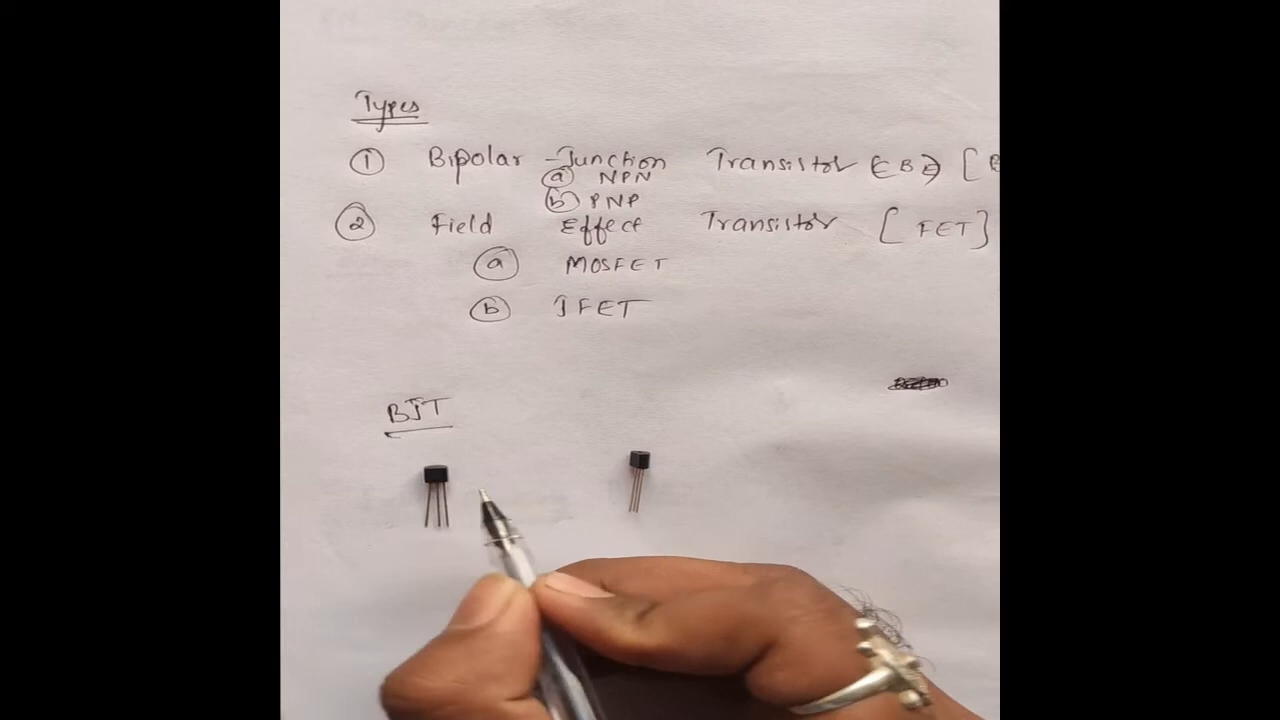 Types
① Bipolar Junction Transistor [
ⓐ NPN
ⓑ PNP
② Field Effect Transistor [FET]
ⓐ MOSFET
ⓑ JFET
BJT